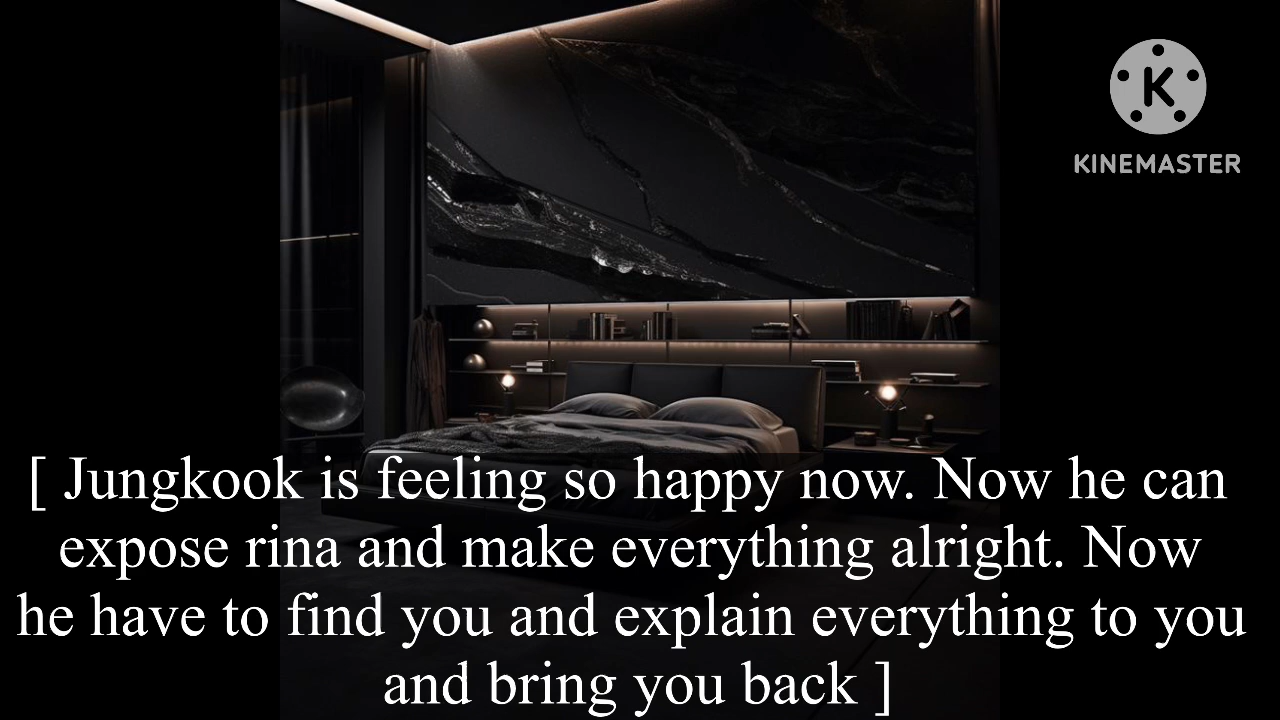 K
KINEMASTER
[ Jungkook is feeling so happy now. Now he can
expose rina and make everything alright. Now
he have to find you and explain everything to you
and bring you back ]